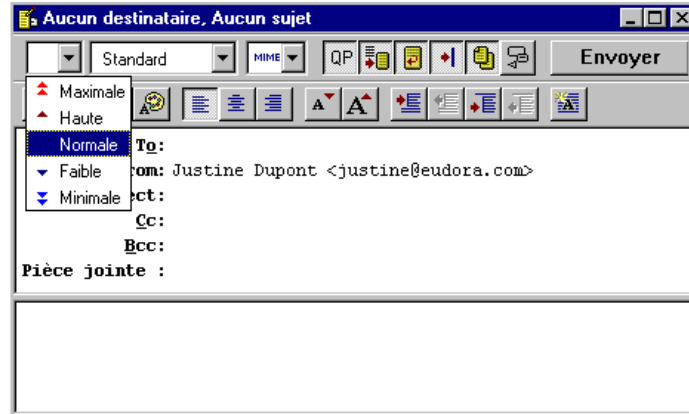 Aucun destinataire, Aucun sujet
Standard MIME QP Envoyer
Maximale
Haute
Normale
Faible
Minimale
To:
rom: Justine Dupont <justine@eudora.com>
ect:
Cc:
Bcc:
Pièce jointe :